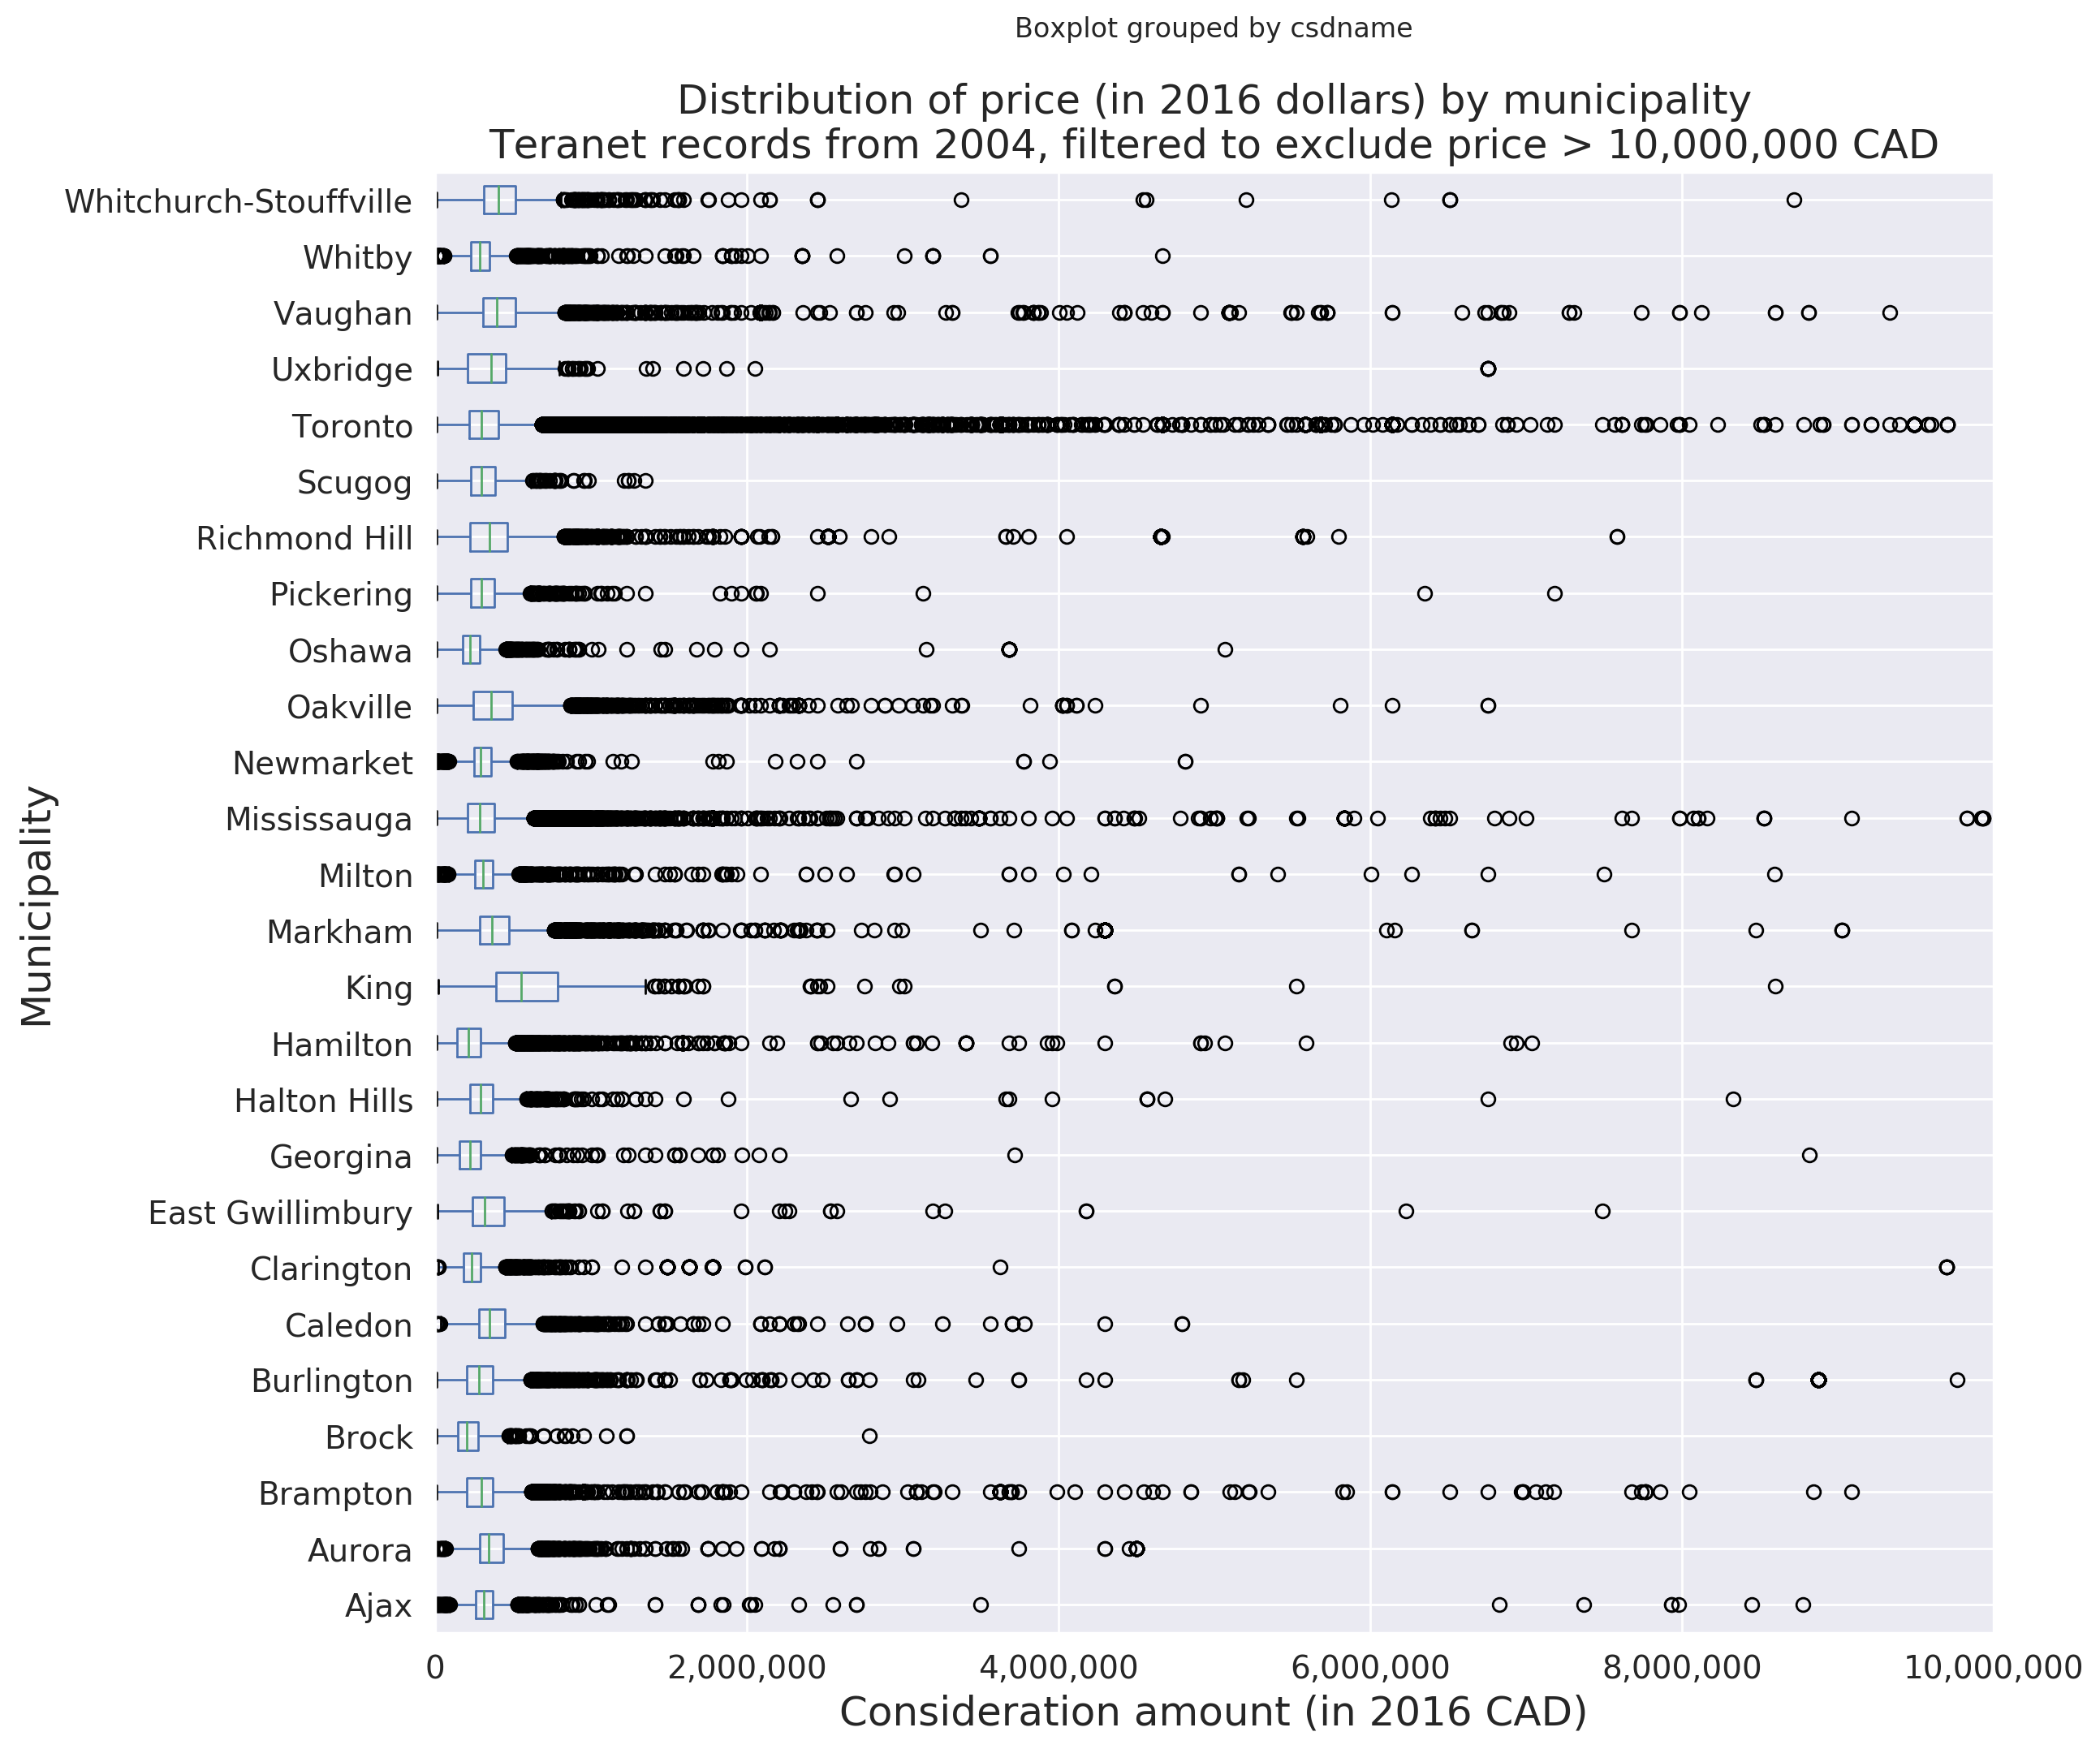 Boxplot grouped by csdname
Distribution of price (in 2016 dollars) by municipality
Teranet records from 2004, filtered to exclude price > 10,000,000 CAD
Municipality
Whitchurch-Stouffville
Whitby
Vaughan
Uxbridge
Toronto
Scugog
Richmond Hill
Pickering
Oshawa
Oakville
Newmarket
Mississauga
Milton
Markham
King
Hamilton
Halton Hills
Georgina
East Gwillimbury
Clarington
Caledon
Burlington
Brock
Brampton
Aurora
Ajax
0 2,000,000 4,000,000 6,000,000 8,000,000 10,000,000
Consideration amount (in 2016 CAD)